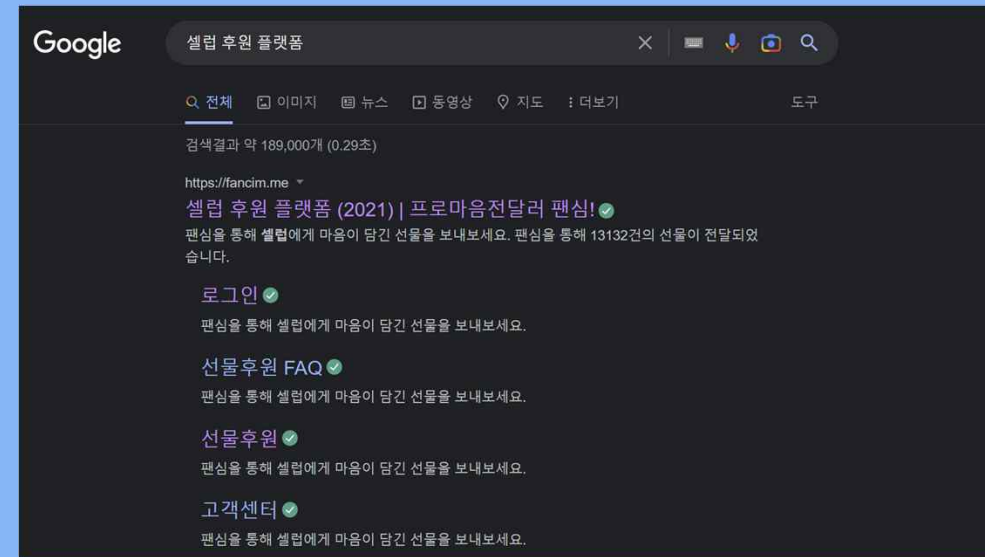 Google 셀럽 후원 플랫폼
전체 이미지 뉴스 동영상 지도 더보기 도구
검색결과 약 189,000개 (0.29초)
https://fancim.me
셀럽 후원 플랫폼 (2021) | 프로마음전달러 팬심!
팬심을 통해 셀럽에게 마음이 담긴 선물을 보내보세요. 팬심을 통해 13132건의 선물이 전달되었
습니다.
로그인
팬심을 통해 셀럽에게 마음이 담긴 선물을 보내보세요.
선물후원 FAQ
팬심을 통해 셀럽에게 마음이 담긴 선물을 보내보세요.
선물후원
팬심을 통해 셀럽에게 마음이 담긴 선물을 보내보세요.
고객센터
팬심을 통해 셀럽에게 마음이 담긴 선물을 보내보세요.